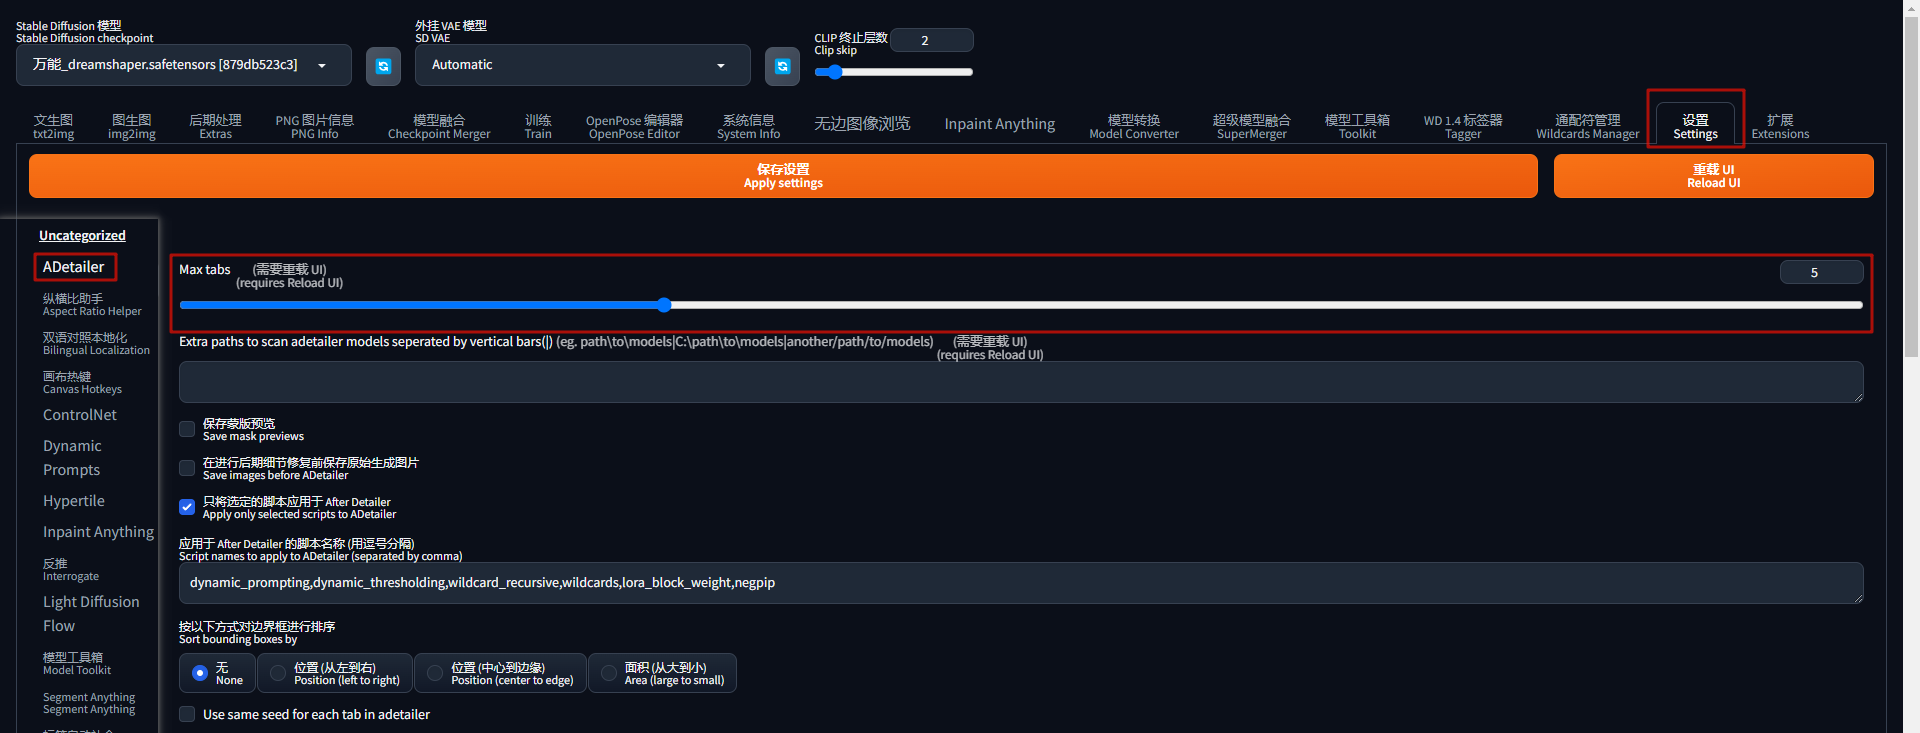 Stable Diffusion 模型
Stable Diffusion checkpoint
万能_dreamshaper.safetensors [879db523c3]
外挂 VAE 模型
SD VAE
Automatic
CLIP 终止层数
Clip skip
2
文生图
txt2img
图生图
img2img
后期处理
Extras
PNG 图片信息
PNG Info
模型融合
Checkpoint Merger
训练
Train
OpenPose 编辑器
OpenPose Editor
系统信息
System Info
无边图像浏览
Inpaint Anything
模型转换
Model Converter
超级模型融合
SuperMerger
模型工具箱
Toolkit
WD 1.4 标签器
Tagger
通配符管理
Wildcards Manager
设置
Settings
扩展
Extensions
保存设置
Apply settings
重载 UI
Reload UI
Uncategorized
ADetailer
纵横比助手
Aspect Ratio Helper
双语对照本地化
Bilingual Localization
画布热键
Canvas Hotkeys
ControlNet
Dynamic
Prompts
Hypertile
Inpaint Anything
反推
Interrogate
Light Diffusion
Flow
模型工具箱
Model Toolkit
Segment Anything
Segment Anything
Max tabs
(需要重载 UI)
(requires Reload UI)
5
Extra paths to scan adetailer models seperated by vertical bars(|) (eg. path\to\models|C:\path\to\models|another/path/to/models)
(需要重载 UI)
(requires Reload UI)
保存蒙版预览
Save mask previews
在进行后期细节修复前保存原始生成图片
Save images before ADetailer
只将选定的脚本应用于 After Detailer
Apply only selected scripts to ADetailer
应用于 After Detailer 的脚本名称 (用逗号分隔)
Script names to apply to ADetailer (separated by comma)
dynamic_prompting,dynamic_thresholding,wildcard_recursive,wildcards,lora_block_weight,negpip
按以下方式对边界框进行排序
Sort bounding boxes by
无
None
位置 (从左到右)
Position (left to right)
位置 (中心到边缘)
Position (center to edge)
面积 (从大到小)
Area (large to small)
Use same seed for each tab in adetailer